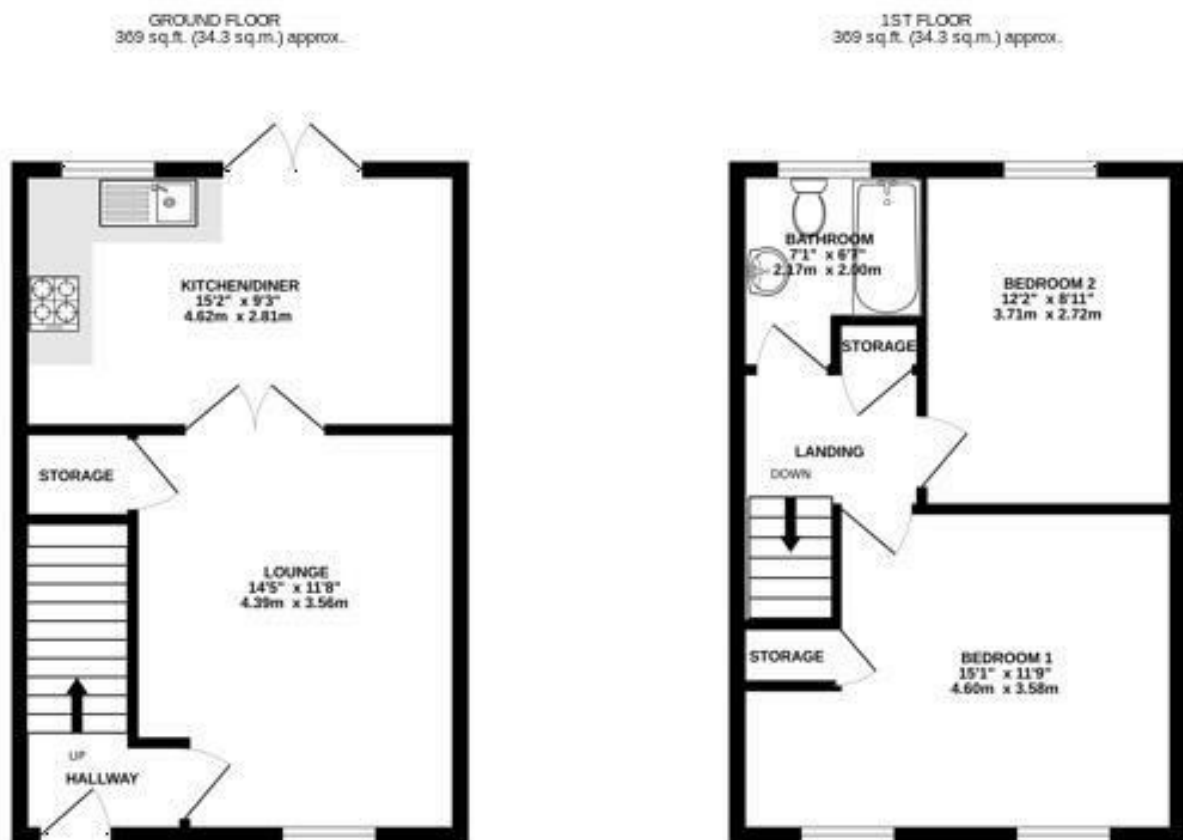 GROUND FLOOR
369 sq.ft. (34.3 sq.m.) approx.
KITCHEN/DINER
15'2" x 9'3"
4.62m x 2.81m
STORAGE
LOUNGE
14'5" x 11'8"
4.39m x 3.56m
UP
HALLWAY
1ST FLOOR
369 sq.ft. (34.3 sq.m.) approx.
BATHROOM
7'1" x 6'7"
2.17m x 2.00m
BEDROOM 2
12'2" x 8'11"
3.71m x 2.72m
STORAGE
LANDING
DOWN
STORAGE
BEDROOM 1
15'1" x 11'9"
4.60m x 3.58m